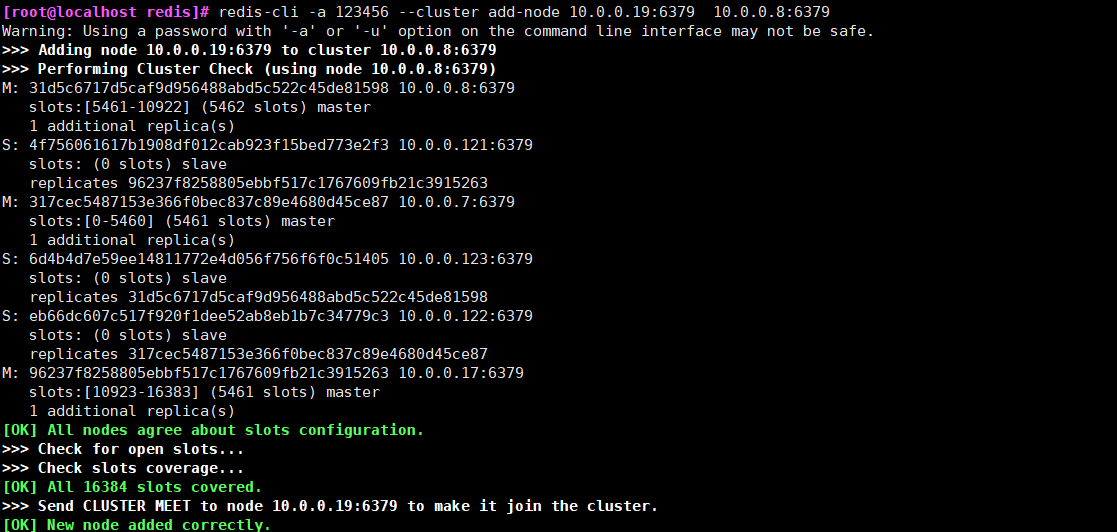 [root@localhost redis]# redis-cli -a 123456 --cluster add-node 10.0.0.19:6379  10.0.0.8:6379
Warning: Using a password with '-a' or '-u' option on the command line interface may not be safe.
>>> Adding node 10.0.0.19:6379 to cluster 10.0.0.8:6379
>>> Performing Cluster Check (using node 10.0.0.8:6379)
M: 31d5c6717d5caf9d956488abd5c522c45de81598 10.0.0.8:6379
   slots:[5461-10922] (5462 slots) master
   1 additional replica(s)
S: 4f756061617b1908df012cab923f15bed773e2f3 10.0.0.121:6379
   slots: (0 slots) slave
   replicates 96237f8258805ebbf517c1767609fb21c3915263
M: 317cec5487153e366f0bec837c89e4680d45ce87 10.0.0.7:6379
   slots:[0-5460] (5461 slots) master
   1 additional replica(s)
S: 6d4b4d7e59ee14811772e4d056f756f6f0c51405 10.0.0.123:6379
   slots: (0 slots) slave
   replicates 31d5c6717d5caf9d956488abd5c522c45de81598
S: eb66dc607c517f920f1dee52ab8eb1b7c34779c3 10.0.0.122:6379
   slots: (0 slots) slave
   replicates 317cec5487153e366f0bec837c89e4680d45ce87
M: 96237f8258805ebbf517c1767609fb21c3915263 10.0.0.17:6379
   slots:[10923-16383] (5461 slots) master
   1 additional replica(s)
[OK] All nodes agree about slots configuration.
>>> Check for open slots...
>>> Check slots coverage...
[OK] All 16384 slots covered.
>>> Send CLUSTER MEET to node 10.0.0.19:6379 to make it join the cluster.
[OK] New node added correctly.